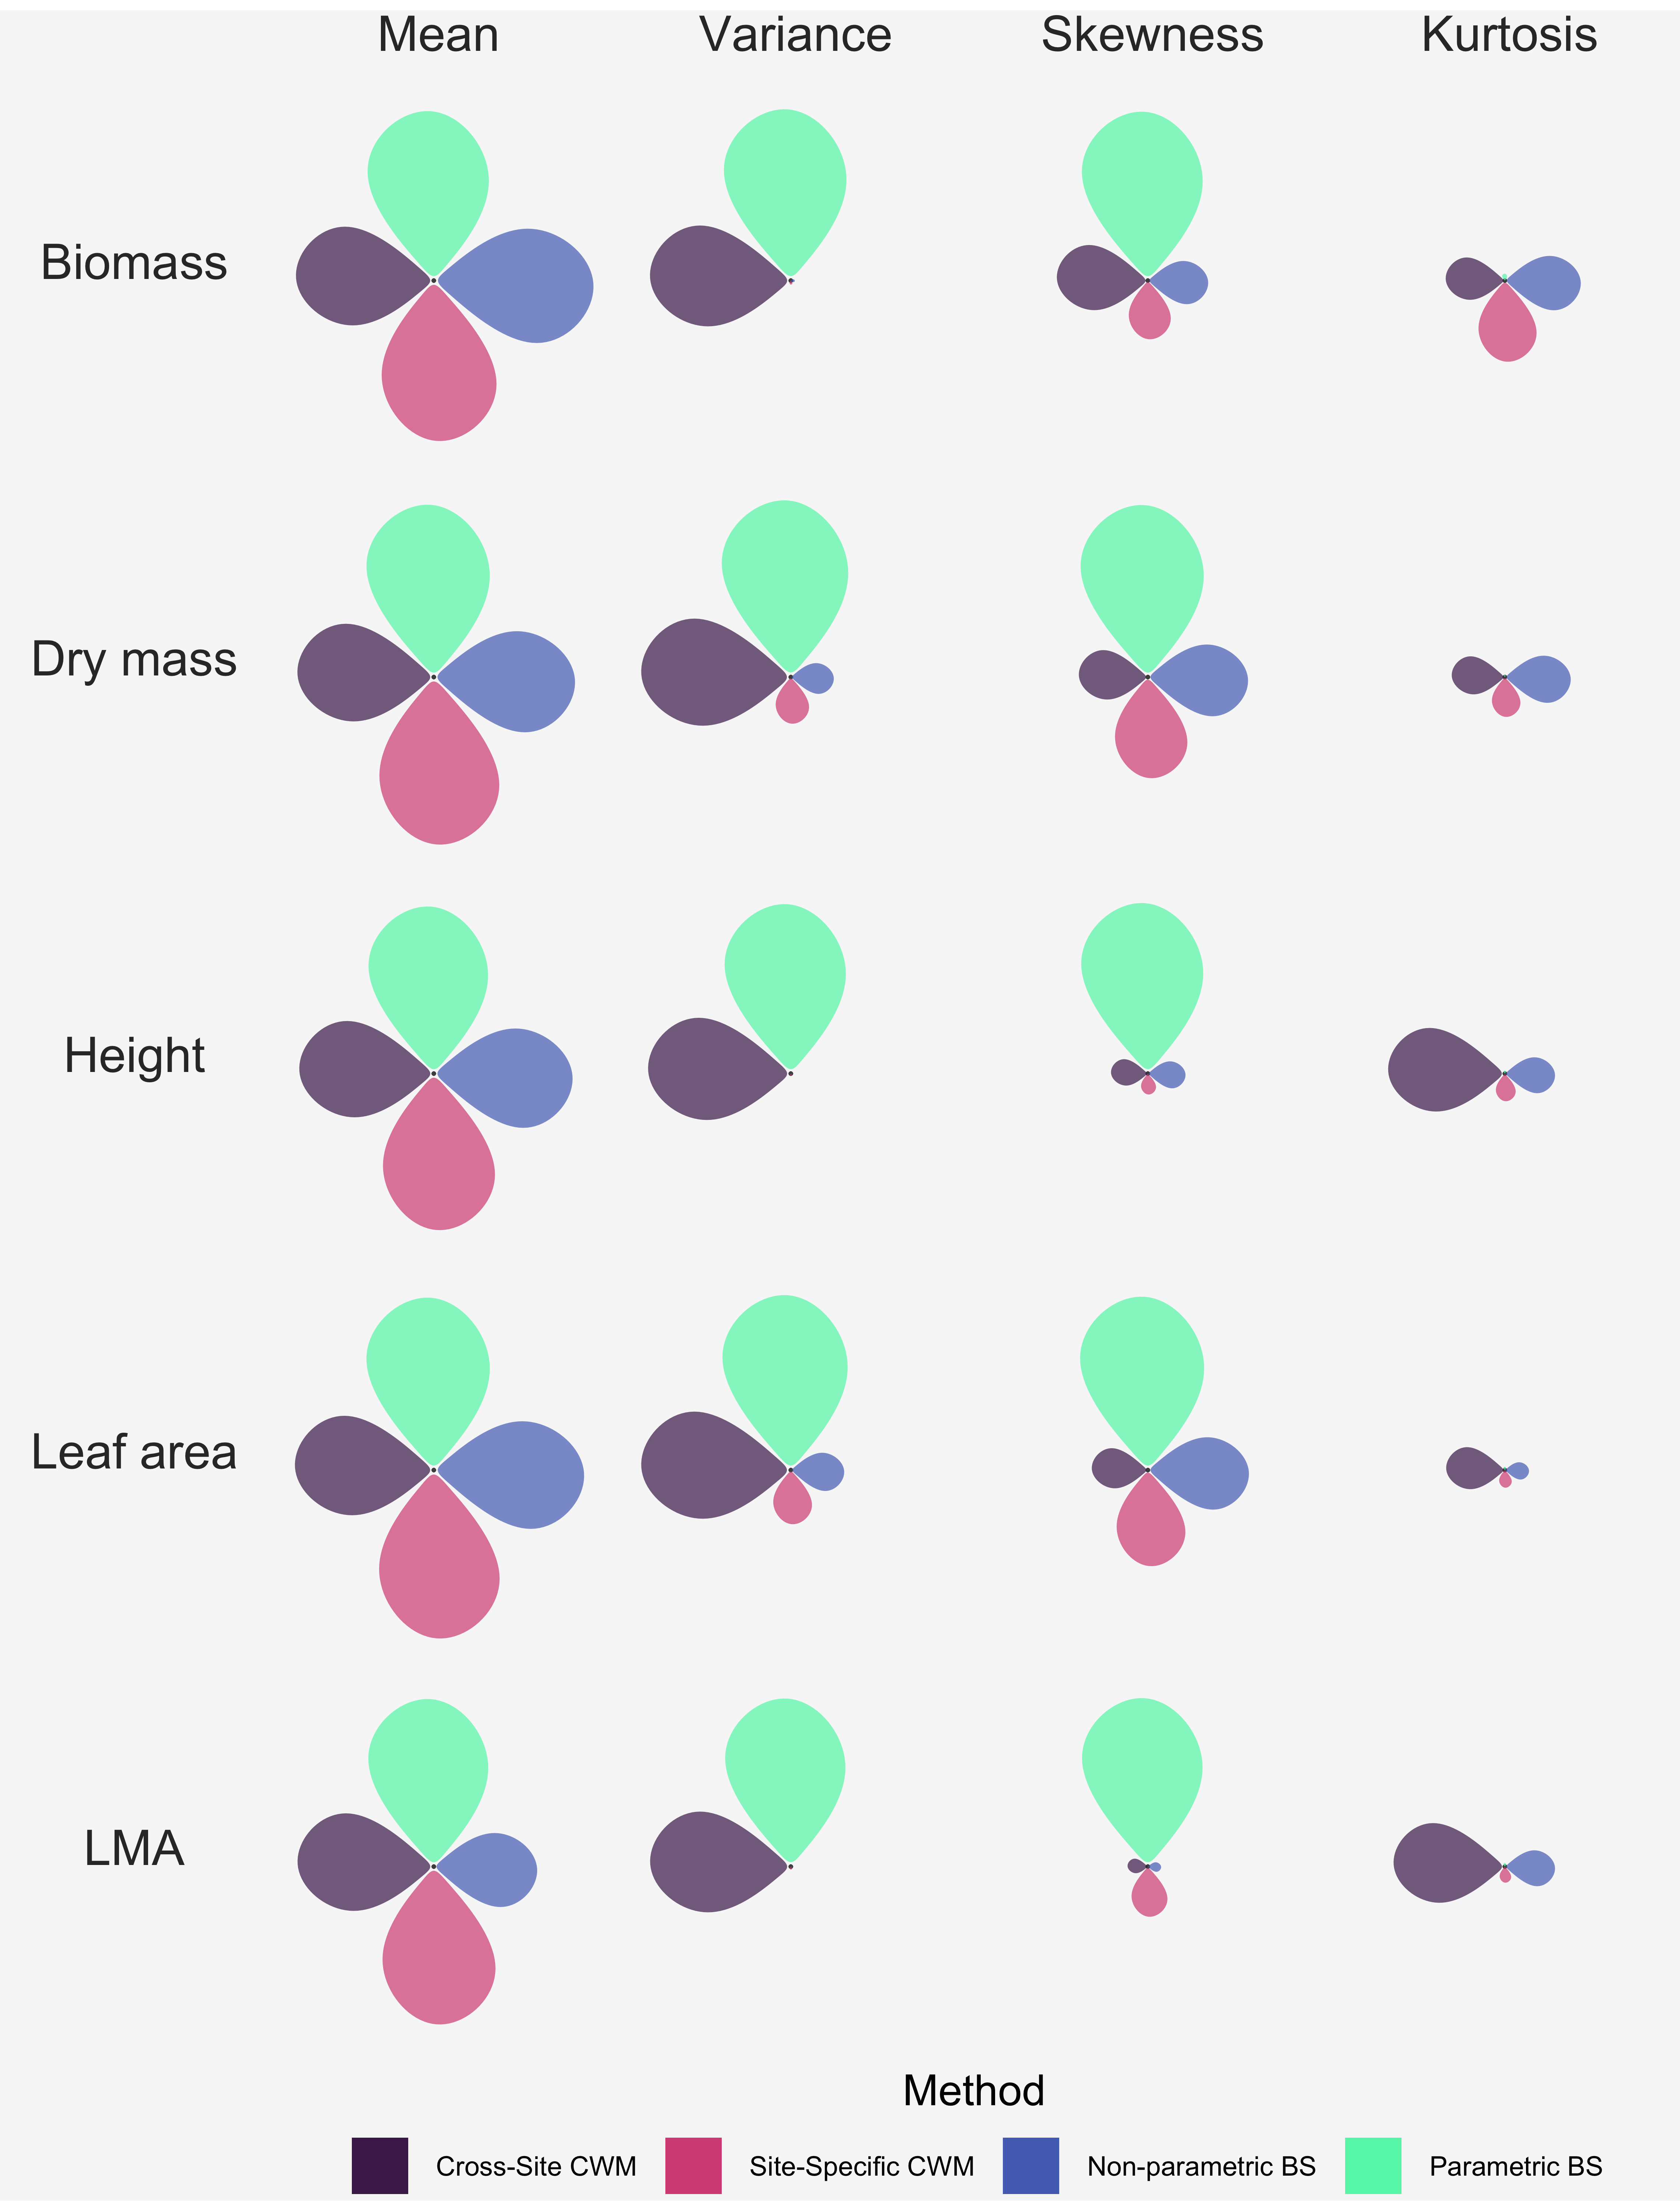 Mean Variance Skewness Kurtosis
Biomass
Dry mass
Height
Leaf area
LMA
Method
Cross-Site CWM Site-Specific CWM Non-parametric BS Parametric BS